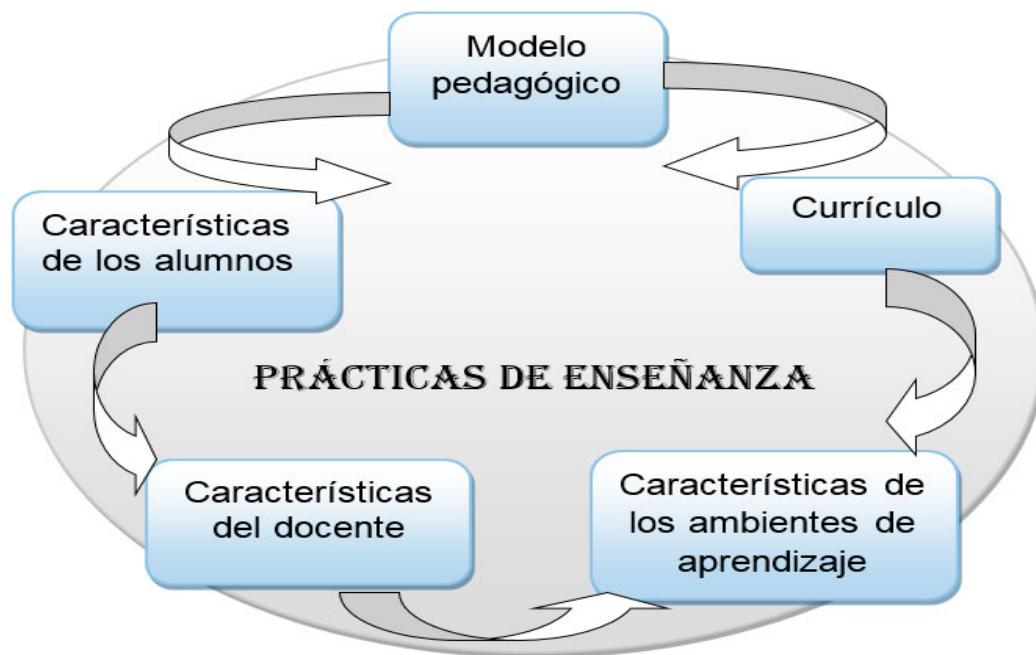 Modelo
pedagógico
Características
de los alumnos
Currículo
PRÁCTICAS DE ENSEÑANZA
Características
del docente
Características de
los ambientes de
aprendizaje